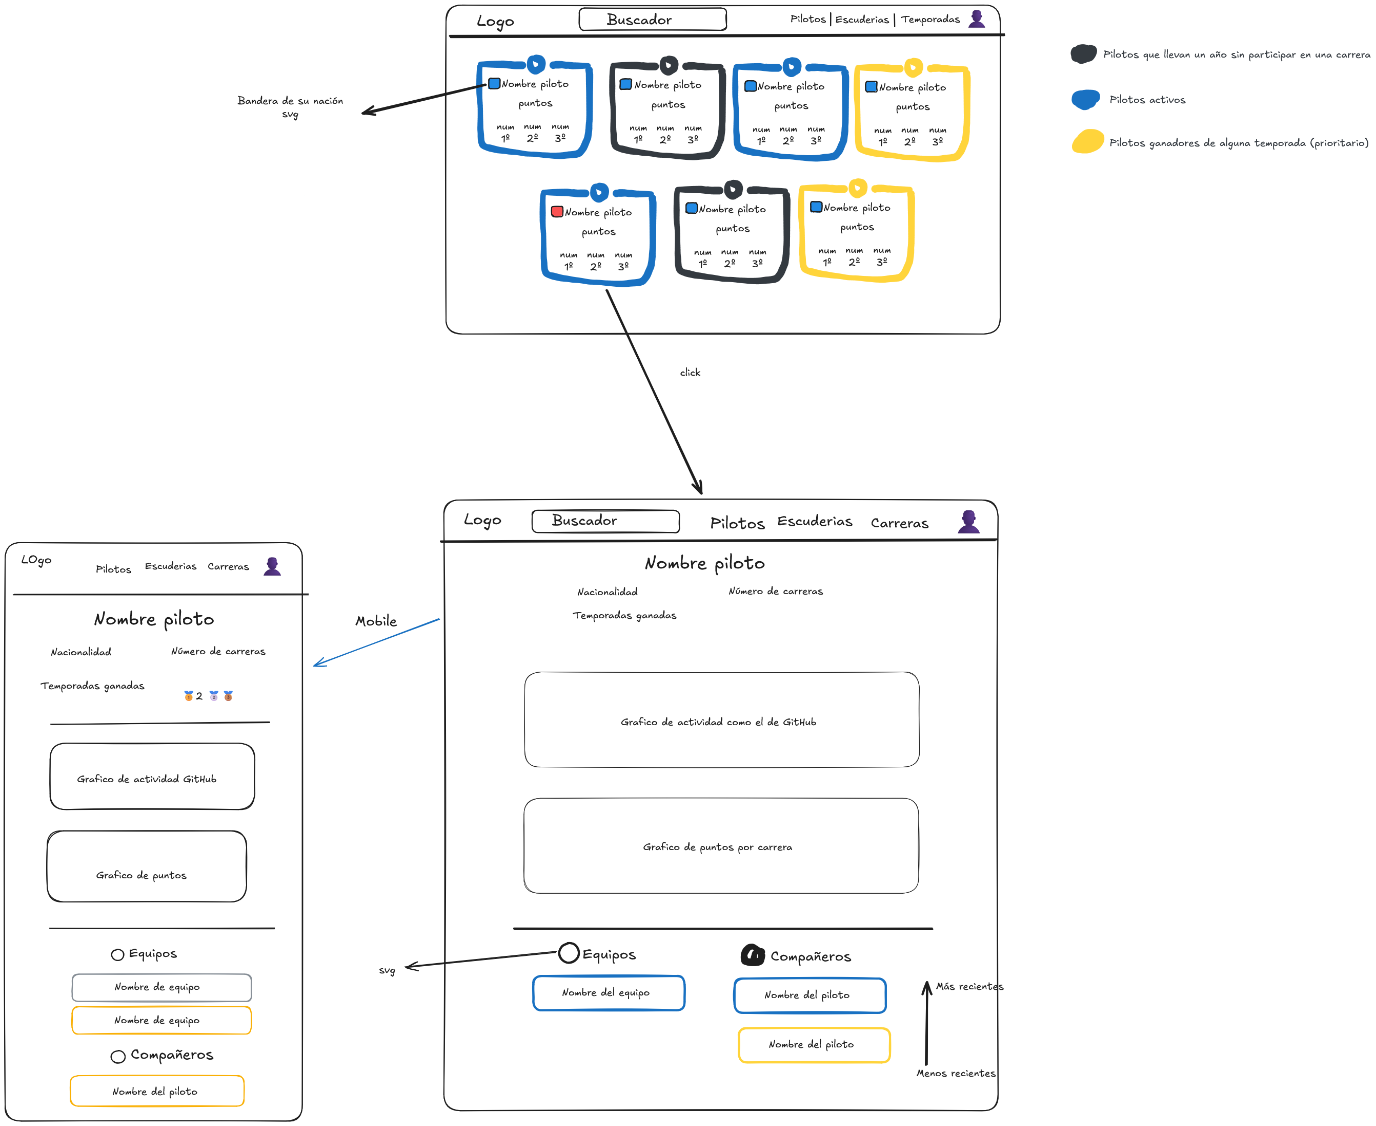 Logo
Buscador
Pilotos | Escuderias | Temporadas
Pilotos que llevan un año sin participar en una carrera
Pilotos activos
Pilotos ganadores de alguna temporada (prioritario)
Bandera de su nación
svg
Nombre piloto
puntos
num num num
1º 2º 3º
Nombre piloto
puntos
num num num
1º 2º 3º
Nombre piloto
puntos
num num num
1º 2º 3º
Nombre piloto
puntos
num num num
1º 2º 3º
Nombre piloto
puntos
num num num
1º 2º 3º
Nombre piloto
puntos
num num num
1º 2º 3º
Nombre piloto
puntos
num num num
1º 2º 3º
click
Logo
Buscador
Pilotos Escuderias Carreras
Nombre piloto
Nacionalidad
Número de carreras
Temporadas ganadas
Grafico de actividad como el de GitHub
Grafico de puntos por carrera
svg
Equipos
Nombre del equipo
Compañeros
Nombre del piloto
Nombre del piloto
Más recientes
Menos recientes
Mobile
LOgo
Pilotos Escuderias Carreras
Nombre piloto
Nacionalidad
Número de carreras
Temporadas ganadas
2
Grafico de actividad GitHub
Grafico de puntos
Equipos
Nombre de equipo
Nombre de equipo
Compañeros
Nombre del piloto